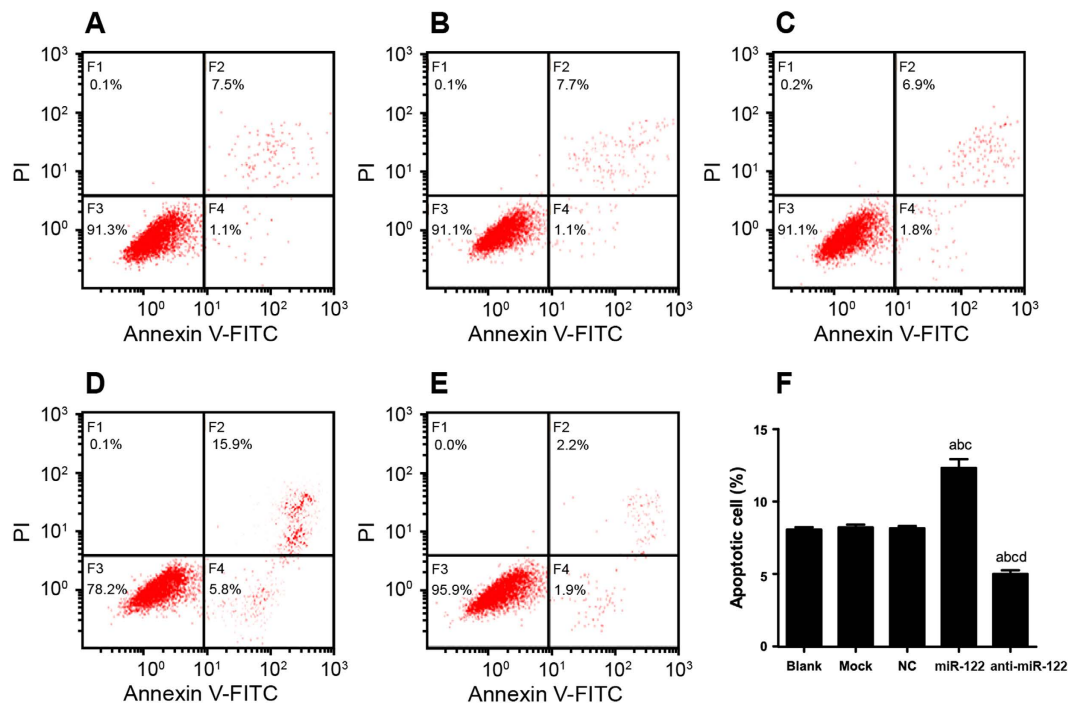 A
10³
10²
10¹
10⁰
PI
F1
0.1%
F2
7.5%
F3
91.3%
F4
1.1%
10⁰
10¹
10²
10³
Annexin V-FITC
B
10³
10²
10¹
10⁰
PI
F1
0.1%
F2
7.7%
F3
91.1%
F4
1.1%
10⁰
10¹
10²
10³
Annexin V-FITC
C
10³
10²
10¹
10⁰
PI
F1
0.2%
F2
6.9%
F3
91.1%
F4
1.8%
10⁰
10¹
10²
10³
Annexin V-FITC
D
10³
10²
10¹
10⁰
PI
F1
0.1%
F2
15.9%
F3
78.2%
F4
5.8%
10⁰
10¹
10²
10³
Annexin V-FITC
E
10³
10²
10¹
10⁰
PI
F1
0.0%
F2
2.2%
F3
95.9%
F4
1.9%
10⁰
10¹
10²
10³
Annexin V-FITC
F
Apoptotic cell (%)
15
10
5
0
abc
abcd
Blank
Mock
NC
miR-122
anti-miR-122